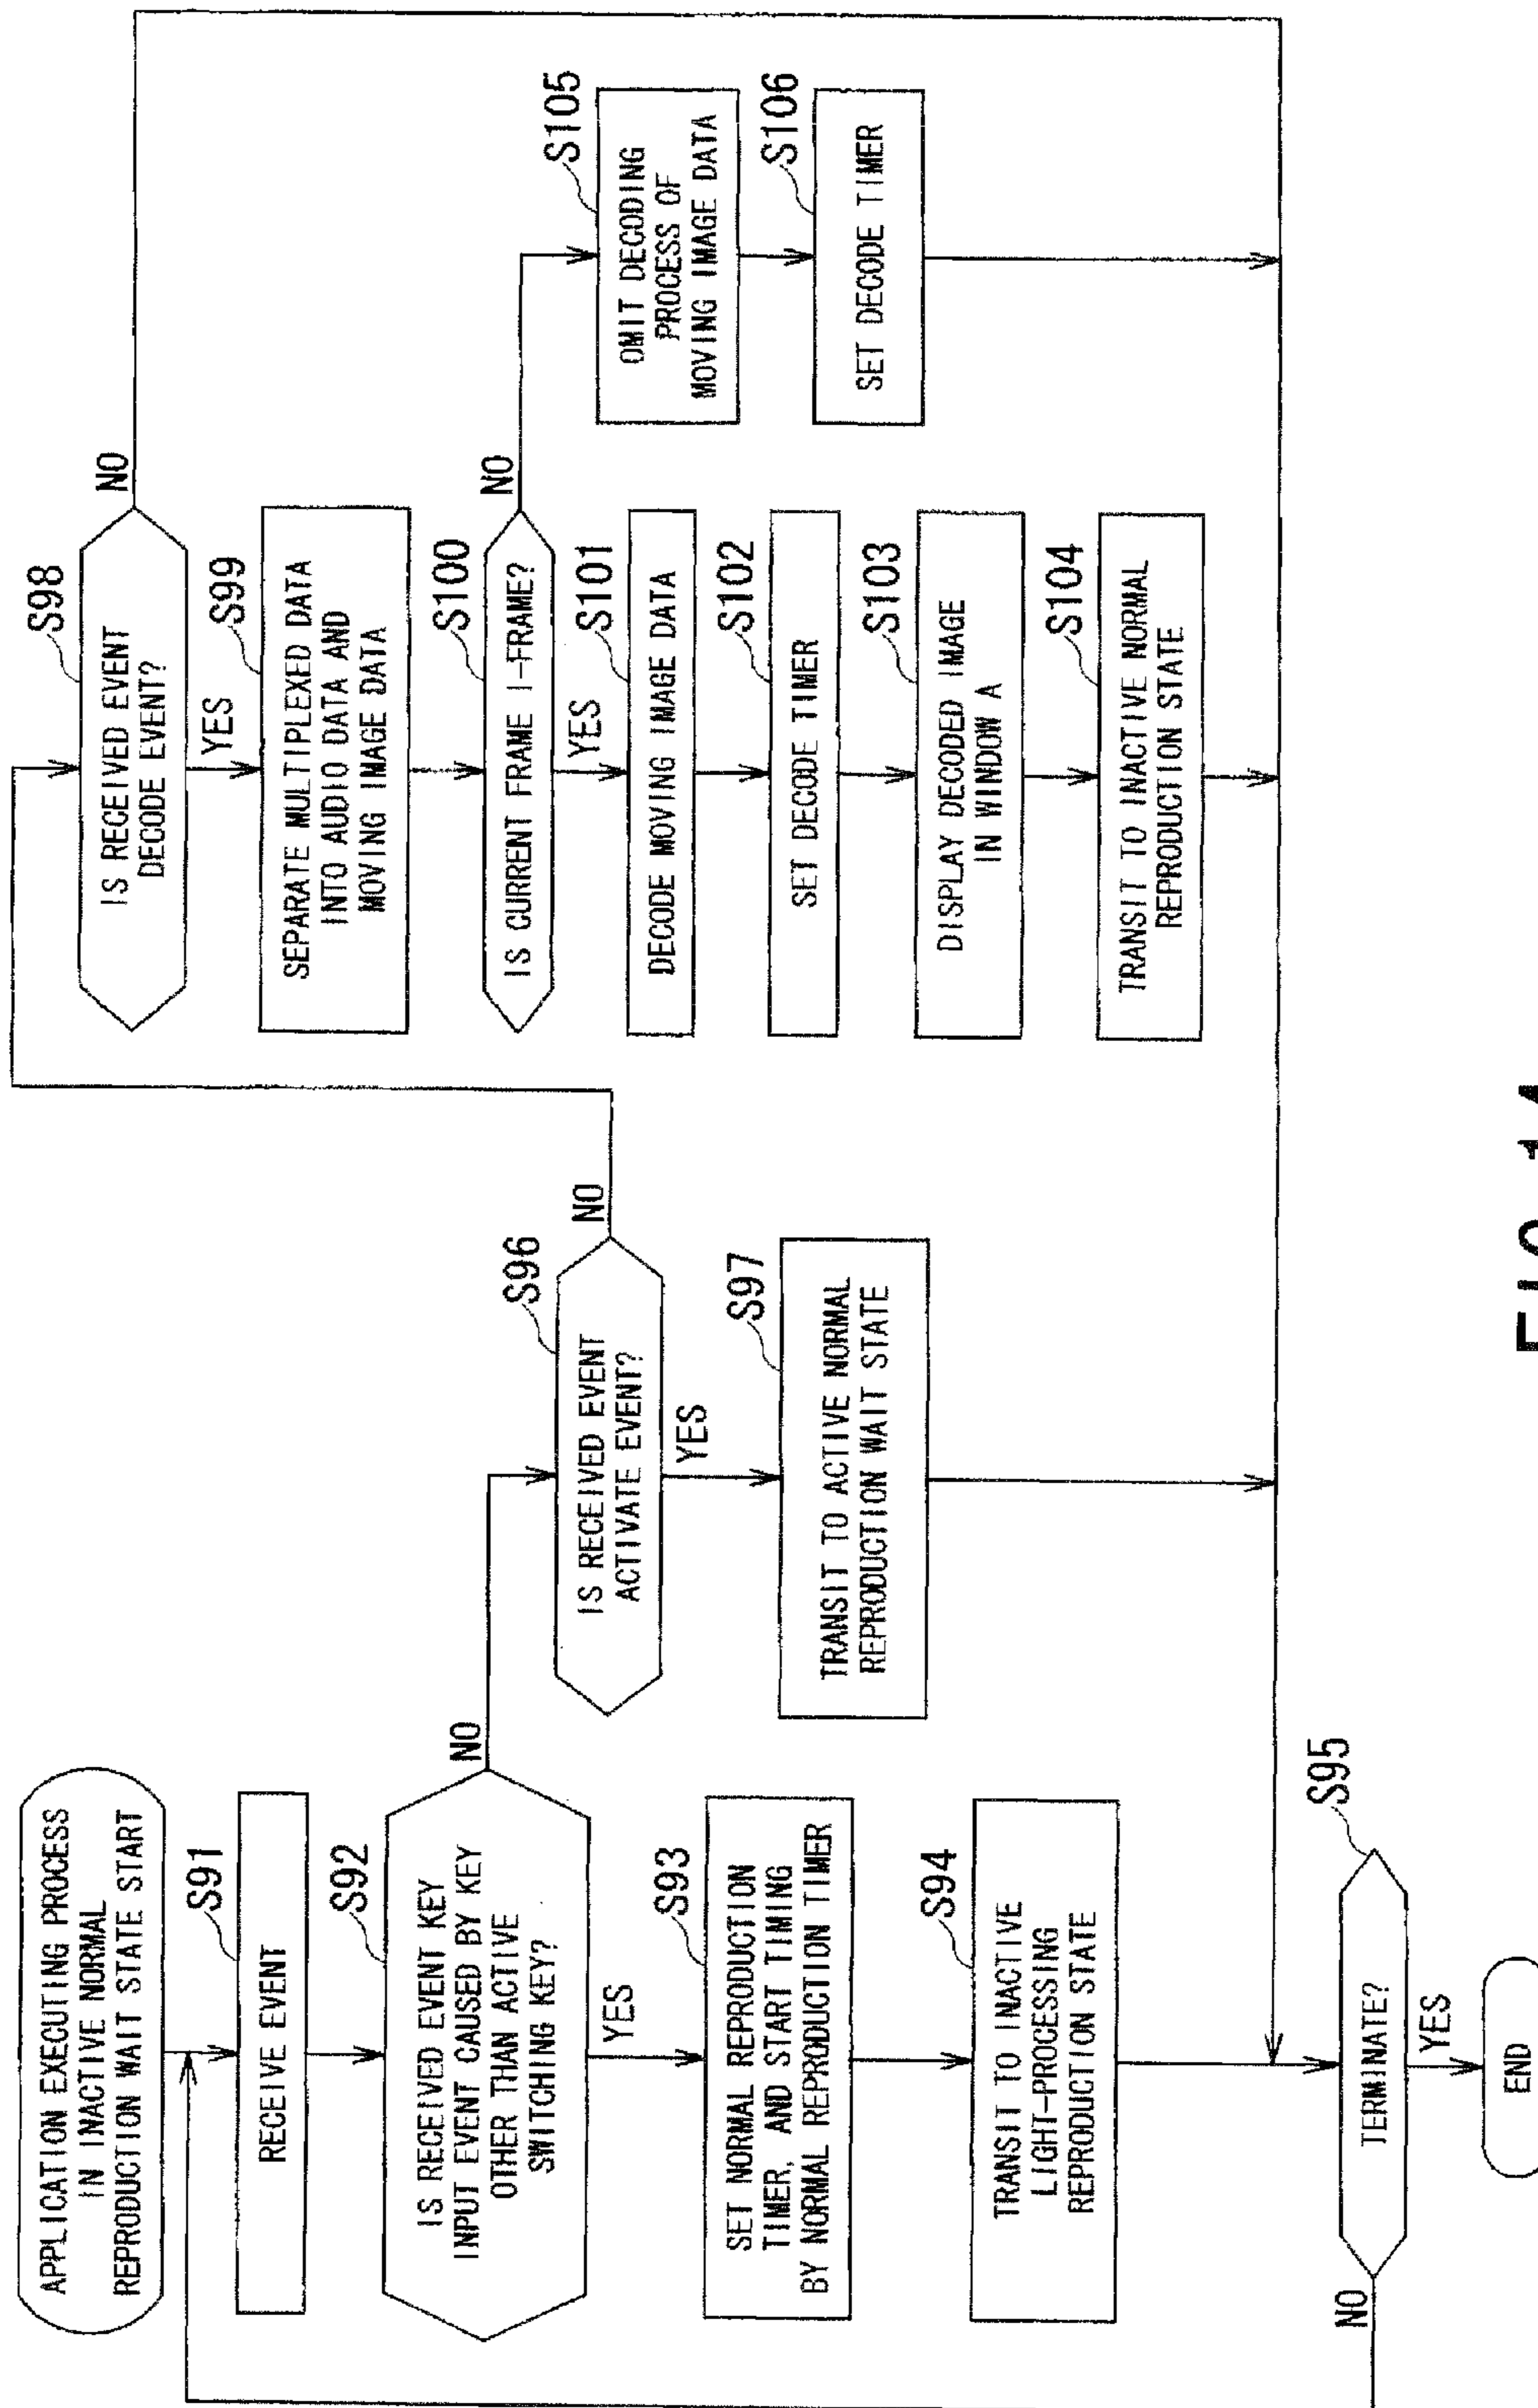 APPLICATION EXECUTING PROCESS
IN INACTIVE NORMAL
REPRODUCTION WAIT STATE START
S91
RECEIVE EVENT
S92
IS RECEIVED EVENT KEY
INPUT EVENT CAUSED BY KEY
OTHER THAN ACTIVE
SWITCHING KEY?
NO
YES
S93
SET NORMAL REPRODUCTION
TIMER, AND START TIMING
BY NORMAL REPRODUCTION TIMER
S94
TRANSIT TO INACTIVE
LIGHT-PROCESSING
REPRODUCTION STATE
S95
TERMINATE?
NO
YES
END
S96
IS RECEIVED EVENT
ACTIVATE EVENT?
NO
YES
S97
TRANSIT TO ACTIVE NORMAL
REPRODUCTION WAIT STATE
S98
IS RECEIVED EVENT
DECODE EVENT?
NO
YES
S99
SEPARATE MULTIPLEXED DATA
INTO AUDIO DATA AND
MOVING IMAGE DATA
S100
IS CURRENT FRAME I-FRAME?
NO
YES
S101
DECODE MOVING IMAGE DATA
S102
SET DECODE TIMER
S103
DISPLAY DECODED IMAGE
IN WINDOW A
S104
TRANSIT TO INACTIVE NORMAL
REPRODUCTION STATE
S105
OMIT DECODING
PROCESS OF
MOVING IMAGE DATA
S106
SET DECODE TIMER